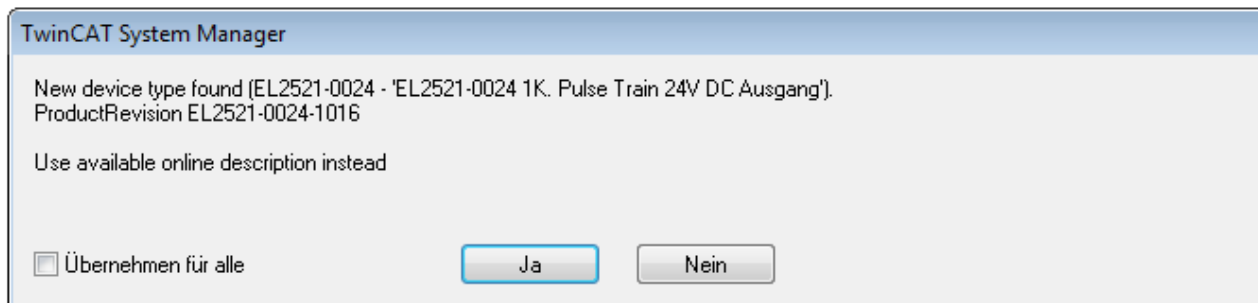 TwinCAT System Manager
New device type found (EL2521-0024 - 'EL2521-0024 1K. Pulse Train 24V DC Ausgang').
ProductRevision EL2521-0024-1016
Use available online description instead
Übernehmen für alle
Ja
Nein